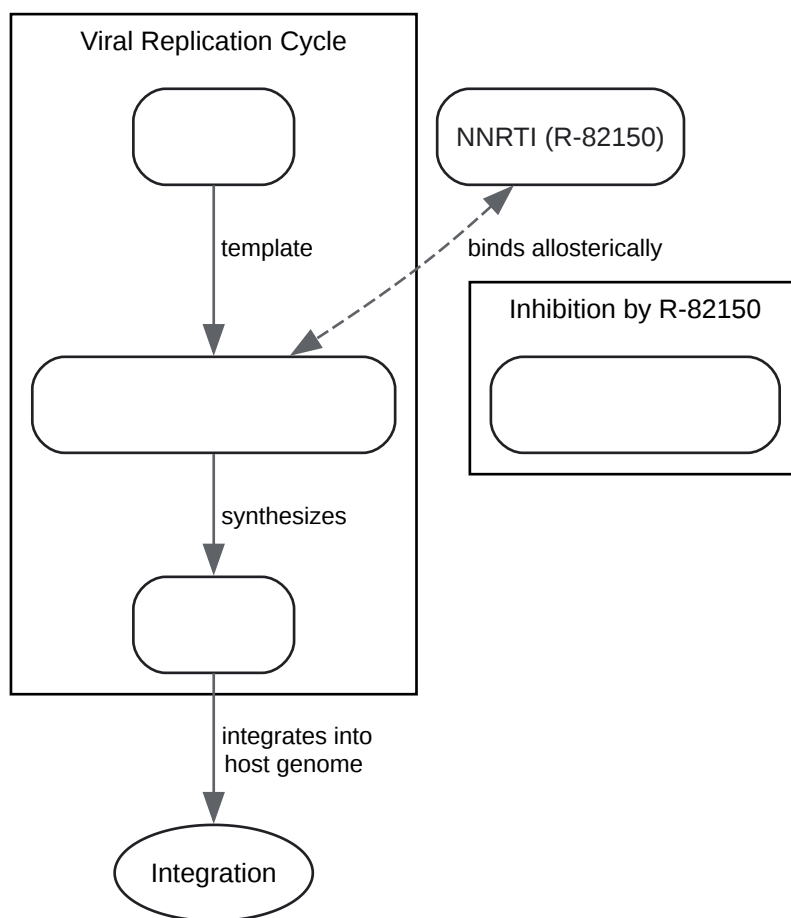 Viral Replication Cycle
NNRTI (R-82150)
template
binds allosterically
Inhibition by R-82150
synthesizes
integrates into
host genome
Integration